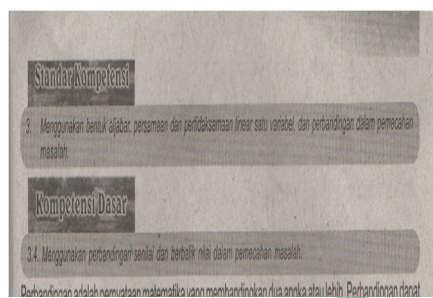 Standar Kompetensi
3. Menggunakan bentuk aljabar, persamaan dan pertidaksamaan linear satu variabel, dan perbandingan dalam pemecahan
masalah.
Kompetensi Dasar
3.4. Menggunakan perbandingan senilai dan berbalik nilai dalam pemecahan masalah.
Perbandingan adalah pernyataan matematika yang membandingkan dua angka atau lebih. Perbandingan dapat